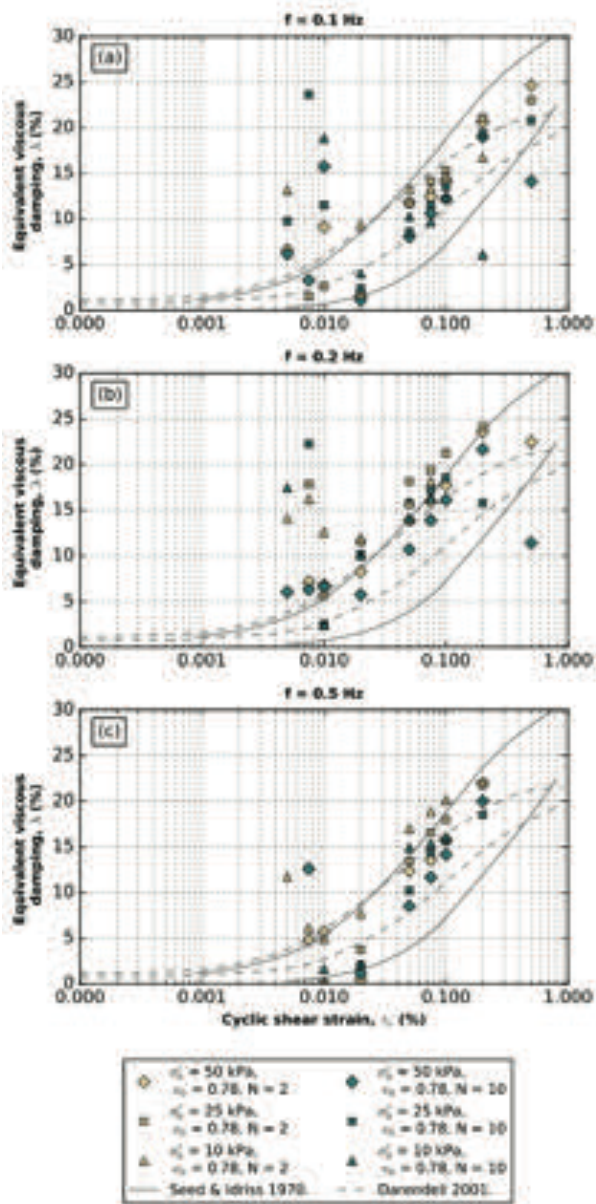 f = 0.1 Hz
(a)
Equivalent viscous
damping, λ (%)
30
25
20
15
10
5
0
0.000 0.001 0.010 0.100 1.000
f = 0.2 Hz
(b)
Equivalent viscous
damping, λ (%)
30
25
20
15
10
5
0
0.000 0.001 0.010 0.100 1.000
f = 0.5 Hz
(c)
Equivalent viscous
damping, λ (%)
30
25
20
15
10
5
0
0.000 0.001 0.010 0.100 1.000
Cyclic shear strain, (%)
= 50 kPa,
= 0.78, N = 2
= 25 kPa,
= 0.78, N = 2
= 10 kPa,
= 0.78, N = 2
Seed & Idriss 1970.
= 50 kPa,
= 0.78, N = 10
= 25 kPa,
= 0.78, N = 10
= 10 kPa,
= 0.78, N = 10
Darendeli 2001.